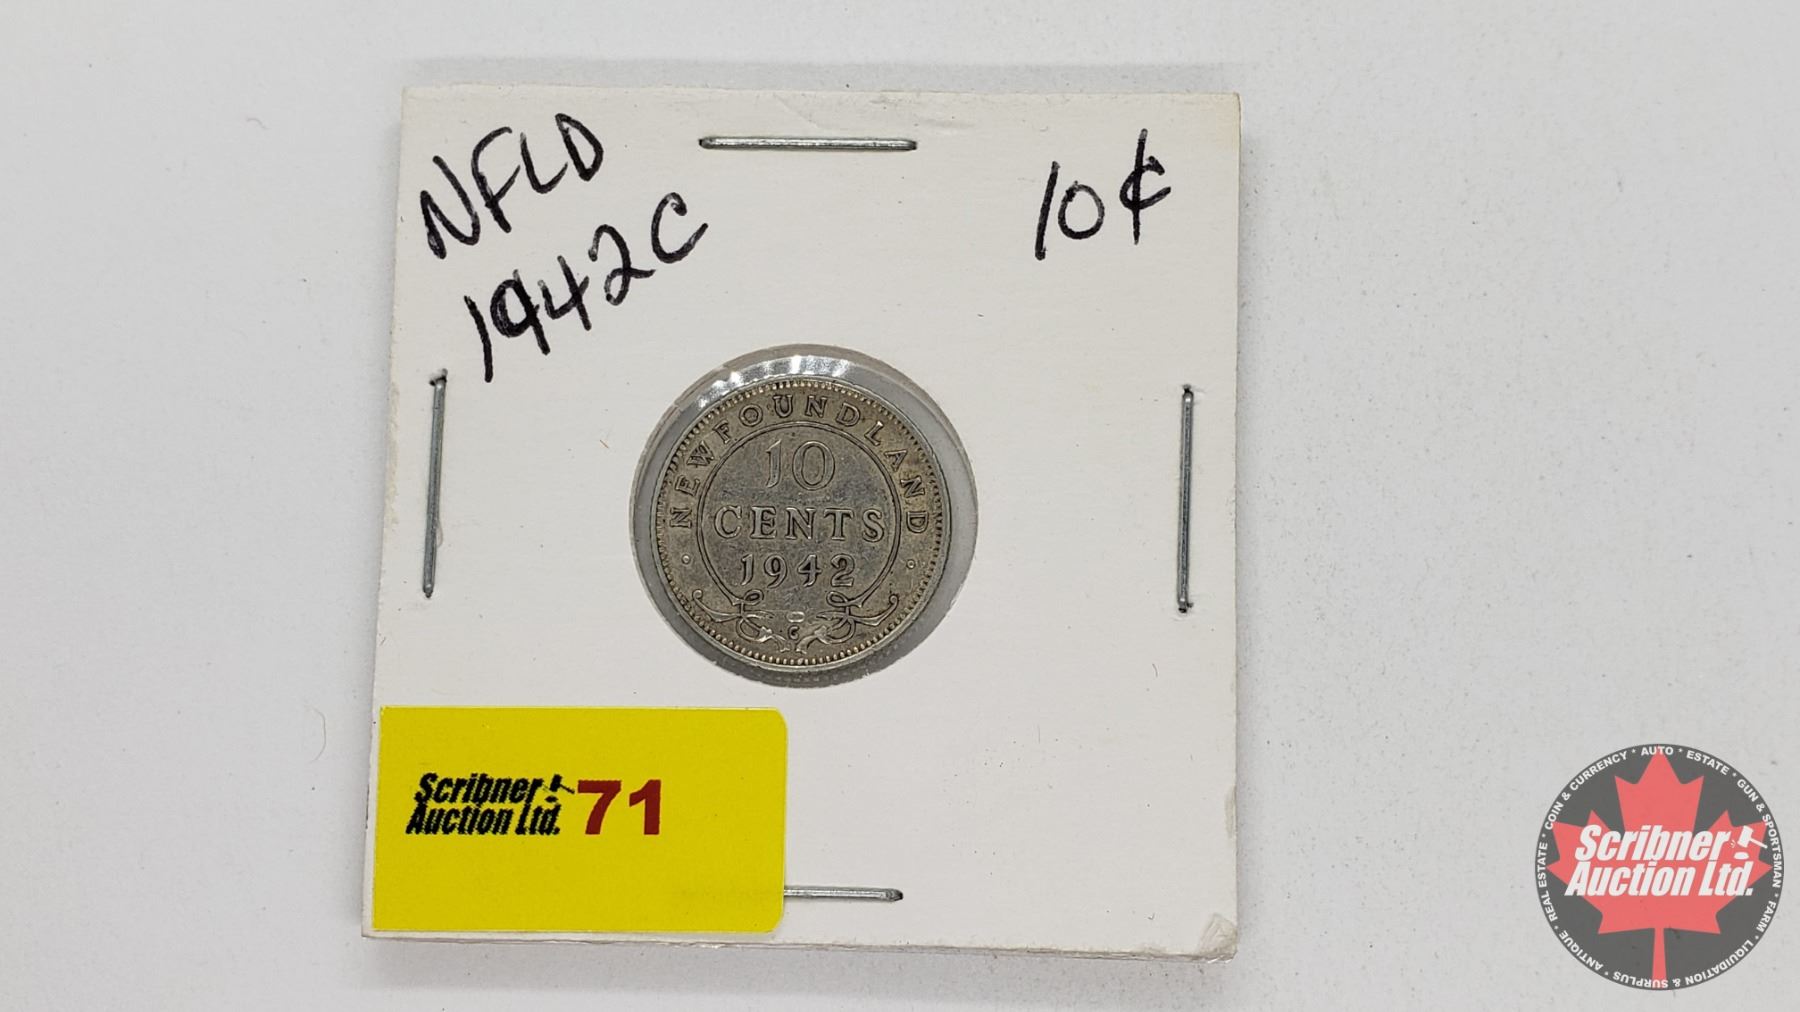 NFLD
1942C
10¢
NEWFOUNDLAND
10
CENTS
1942
C
Scribner
Auction Ltd.
71
Scribner
Auction Ltd.
REAL ESTATE * COIN & CURRENCY * AUTO * ESTATE * GUN & SPORTSMAN * FARM * LIQUIDATION & SURPLUS * ANTIQUE *